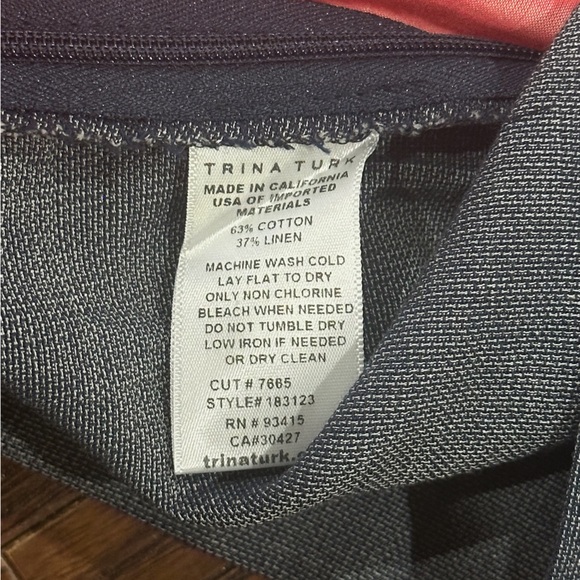 TRINA TURK
MADE IN CALIFORNIA
USA OF IMPORTED
MATERIALS
63% COTTON
37% LINEN
MACHINE WASH COLD
LAY FLAT TO DRY
ONLY NON CHLORINE
BLEACH WHEN NEEDED
DO NOT TUMBLE DRY
LOW IRON IF NEEDED
OR DRY CLEAN
CUT # 7665
STYLE# 183123
RN # 93415
CA#30427
trinaturk.